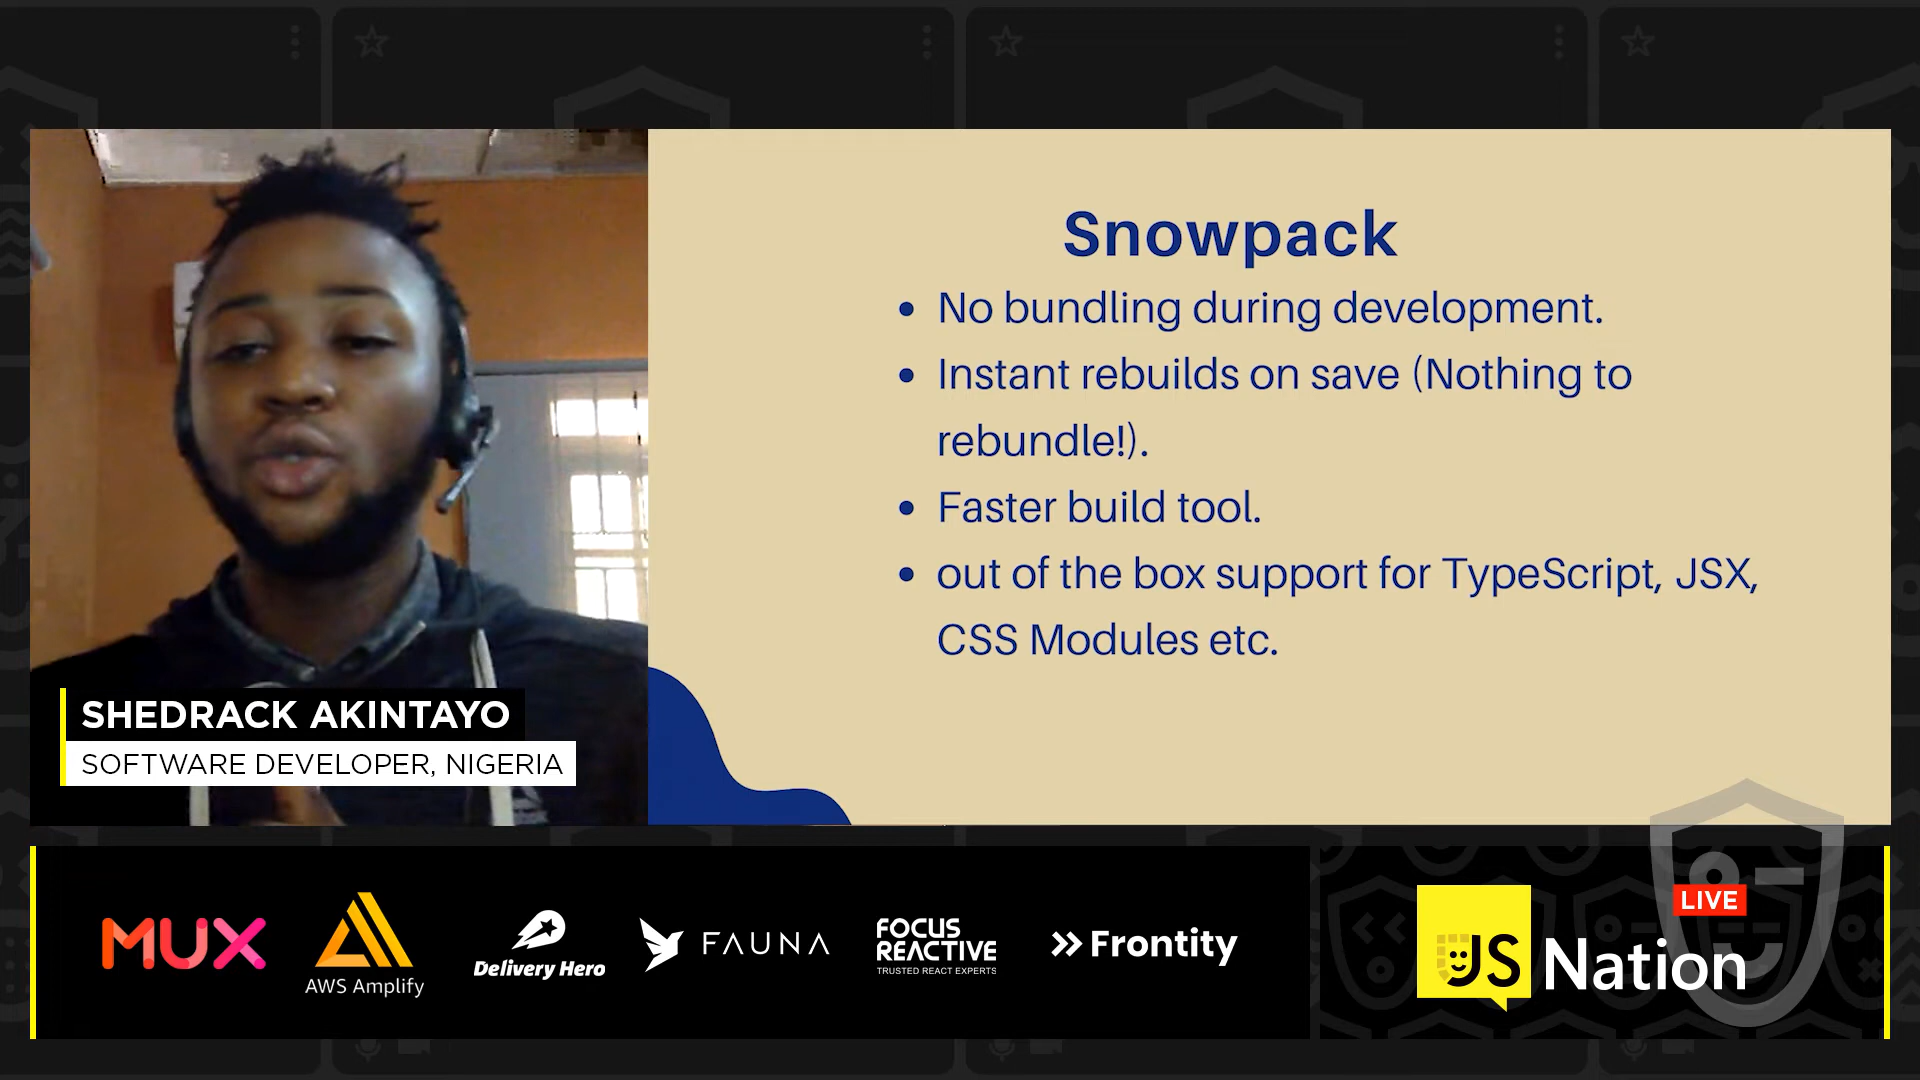 Snowpack
• No bundling during development.
• Instant rebuilds on save (Nothing to
rebundle!).
• Faster build tool.
• out of the box support for TypeScript, JSX,
CSS Modules etc.
SHEDRACK AKINTAYO
SOFTWARE DEVELOPER, NIGERIA
MUX
AWS Amplify
Delivery Hero
FAUNA
FOCUS
REACTIVE
TRUSTED REACT EXPERTS
Frontity
LIVE
JS Nation